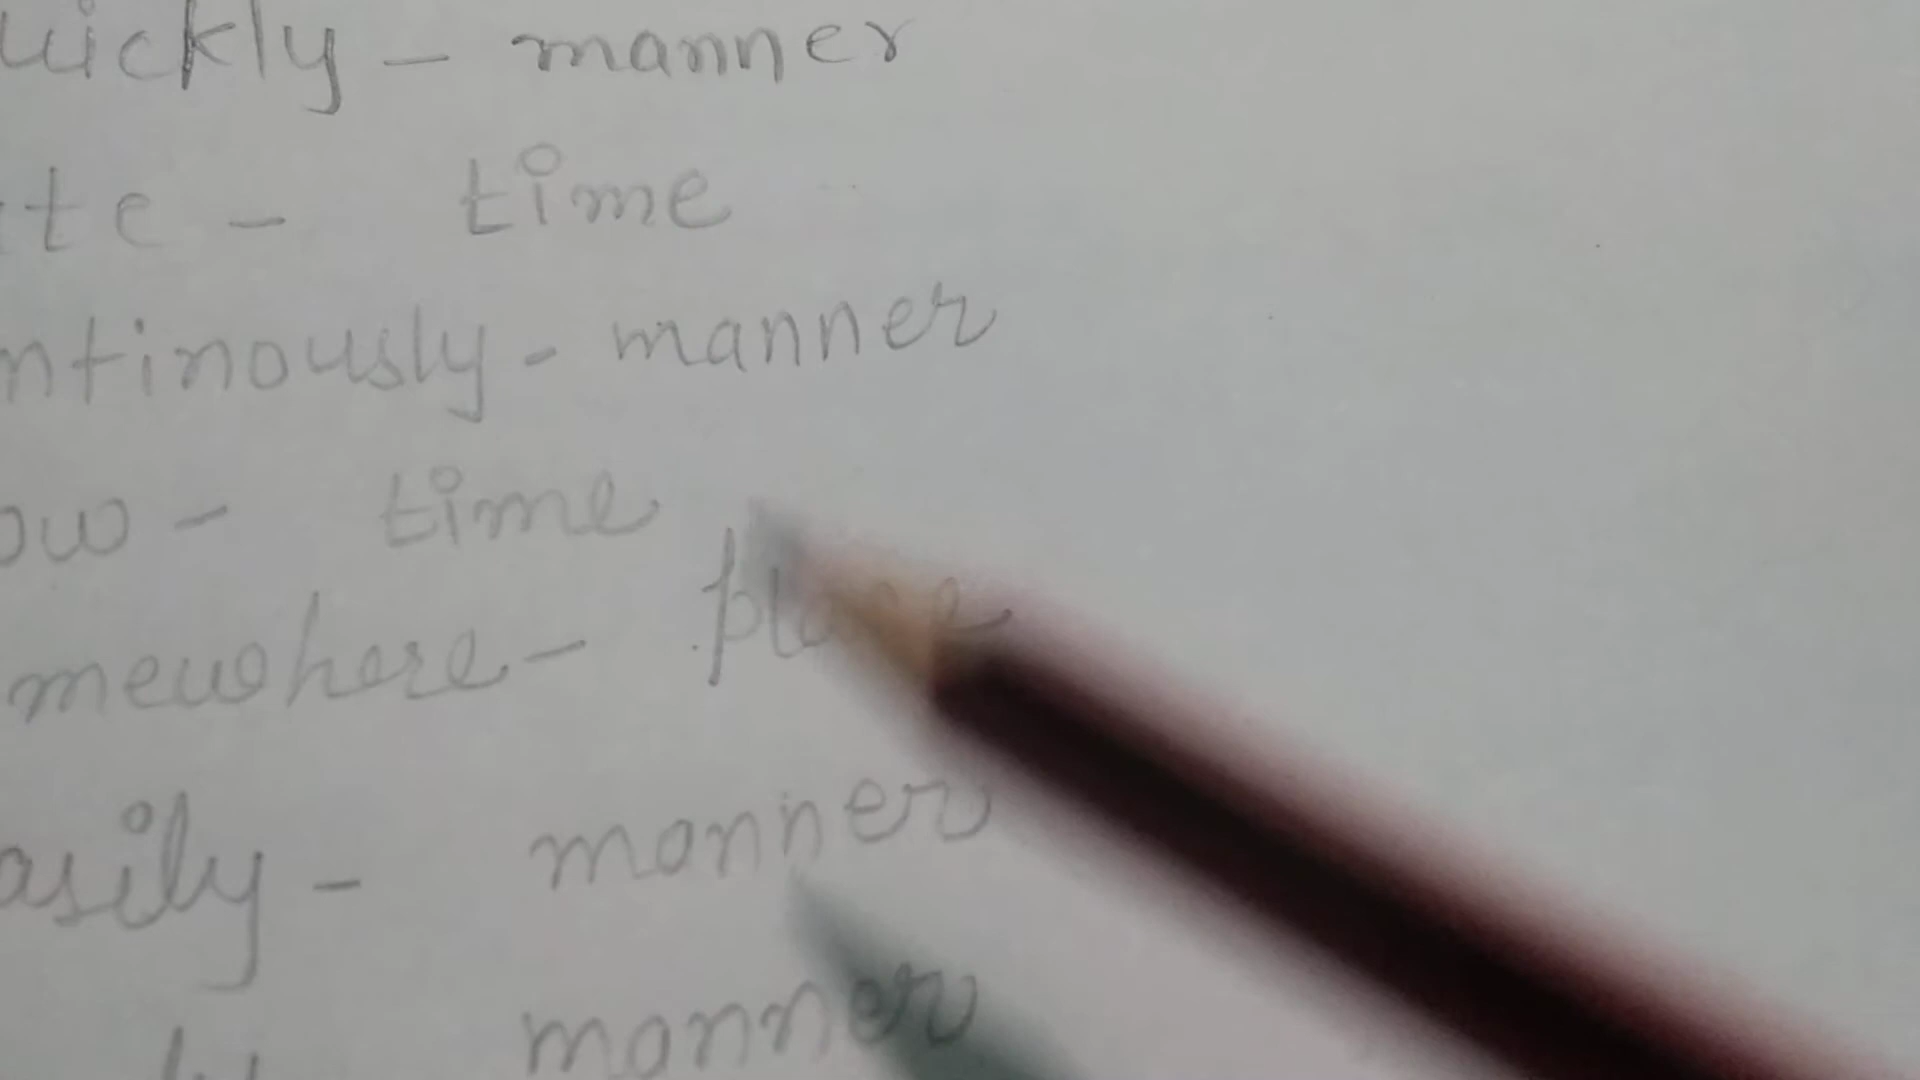 uickly - manner
te - time
ntinously - manner
ow - time
mewhere - place
asily - manner
manner